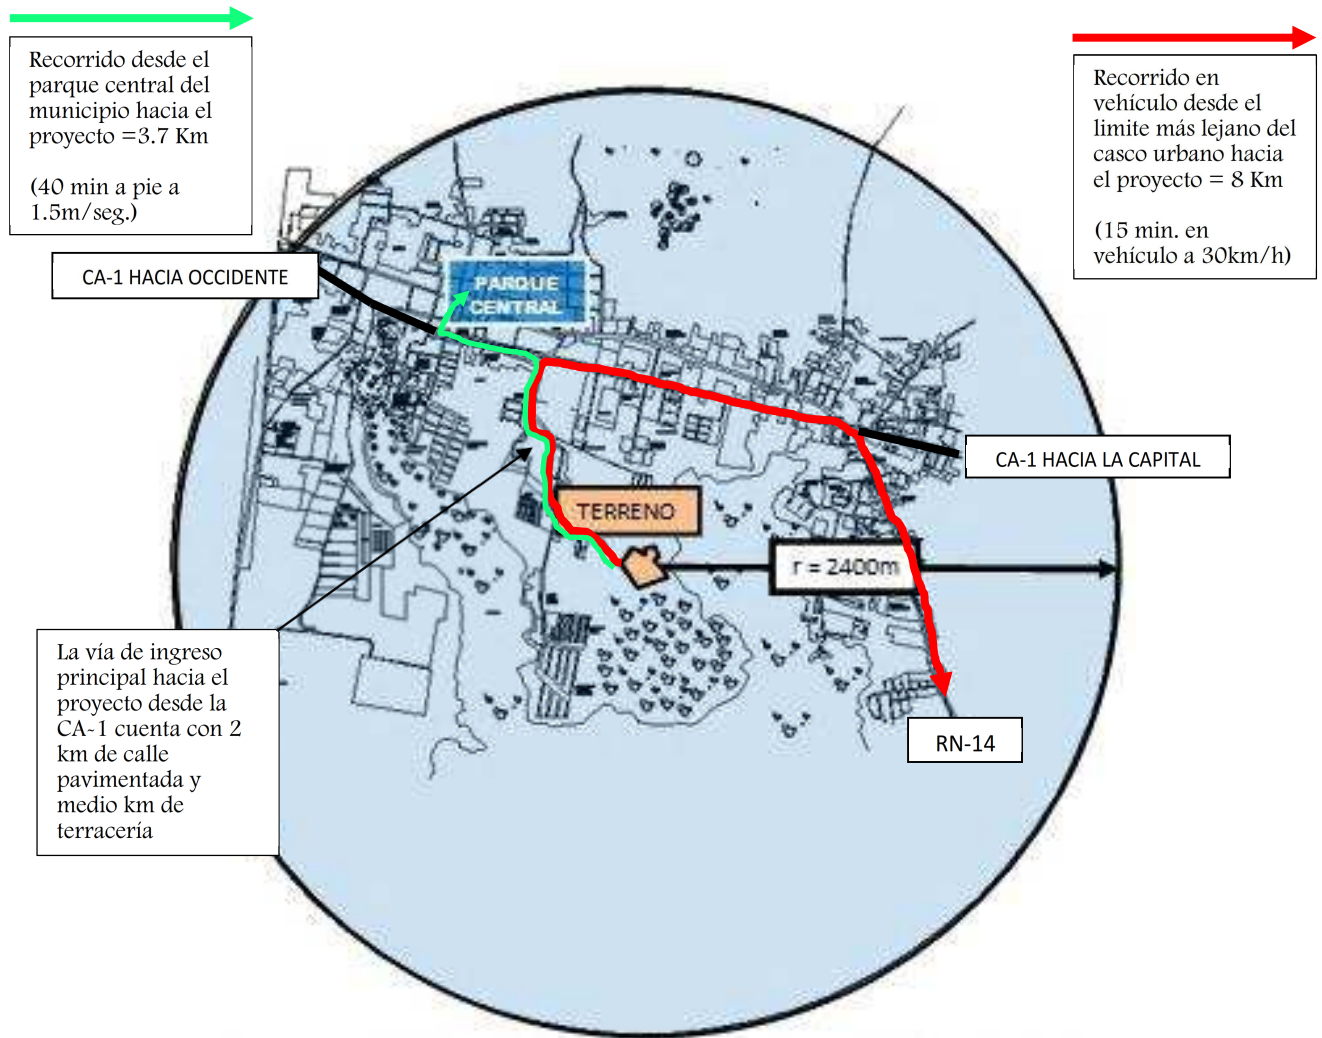 Recorrido desde el
parque central del
municipio hacia el
proyecto =3.7 Km
(40 min a pie a
1.5m/seg.)
Recorrido en
vehículo desde el
limite más lejano del
casco urbano hacia
el proyecto = 8 Km
(15 min. en
vehículo a 30km/h)
CA-1 HACIA OCCIDENTE
PARQUE
CENTRAL
CA-1 HACIA LA CAPITAL
TERRENO
r = 2400m
La vía de ingreso
principal hacia el
proyecto desde la
CA-1 cuenta con 2
km de calle
pavimentada y
medio km de
terracería
RN-14